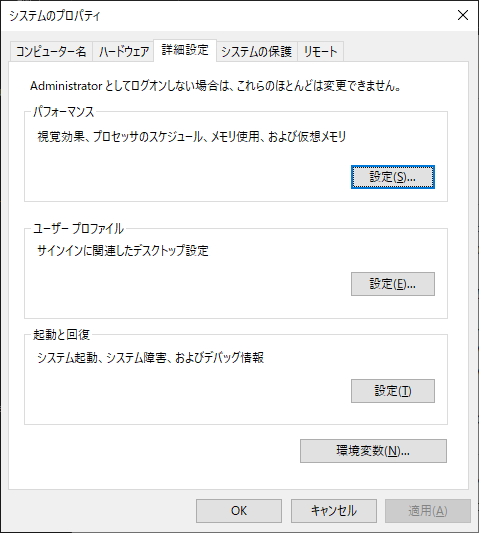 システムのプロパティ
コンピューター名 ハードウェア 詳細設定 システムの保護 リモート
Administrator としてログオンしない場合は、これらのほとんどは変更できません。
パフォーマンス
視覚効果、プロセッサのスケジュール、メモリ使用、および仮想メモリ
設定(S)...
ユーザー プロファイル
サインインに関連したデスクトップ設定
設定(E)...
起動と回復
システム起動、システム障害、およびデバッグ情報
設定(T)
環境変数(N)...
OK キャンセル 適用(A)